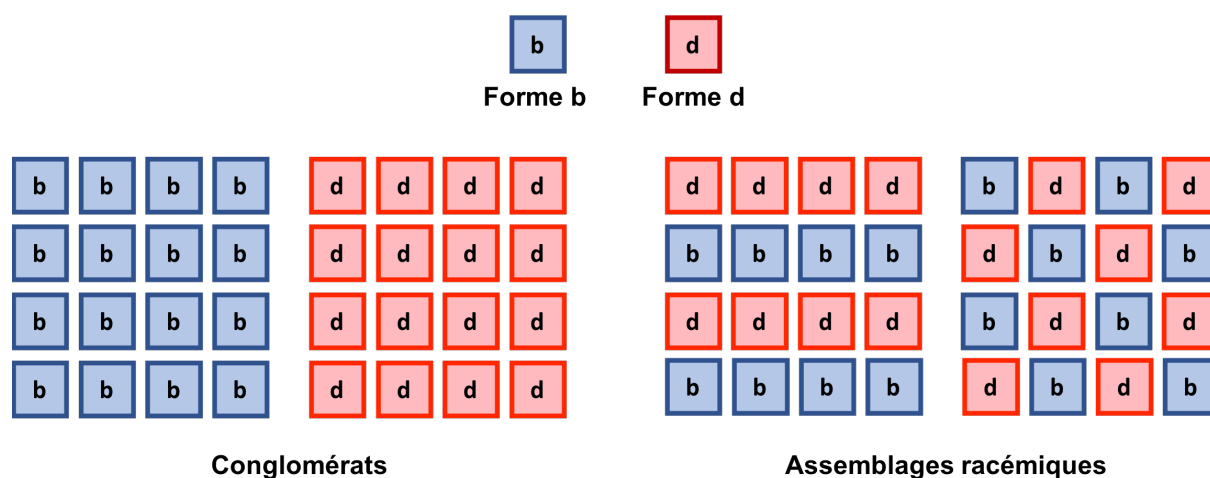 b d
Forme b Forme d
b b b b d d d d d d d d b d b d
b b b b d d d d b b b b d b d b
b b b b d d d d d d d d b d b d
b b b b d d d d b b b b d b d b
Conglomérats Assemblages racémiques